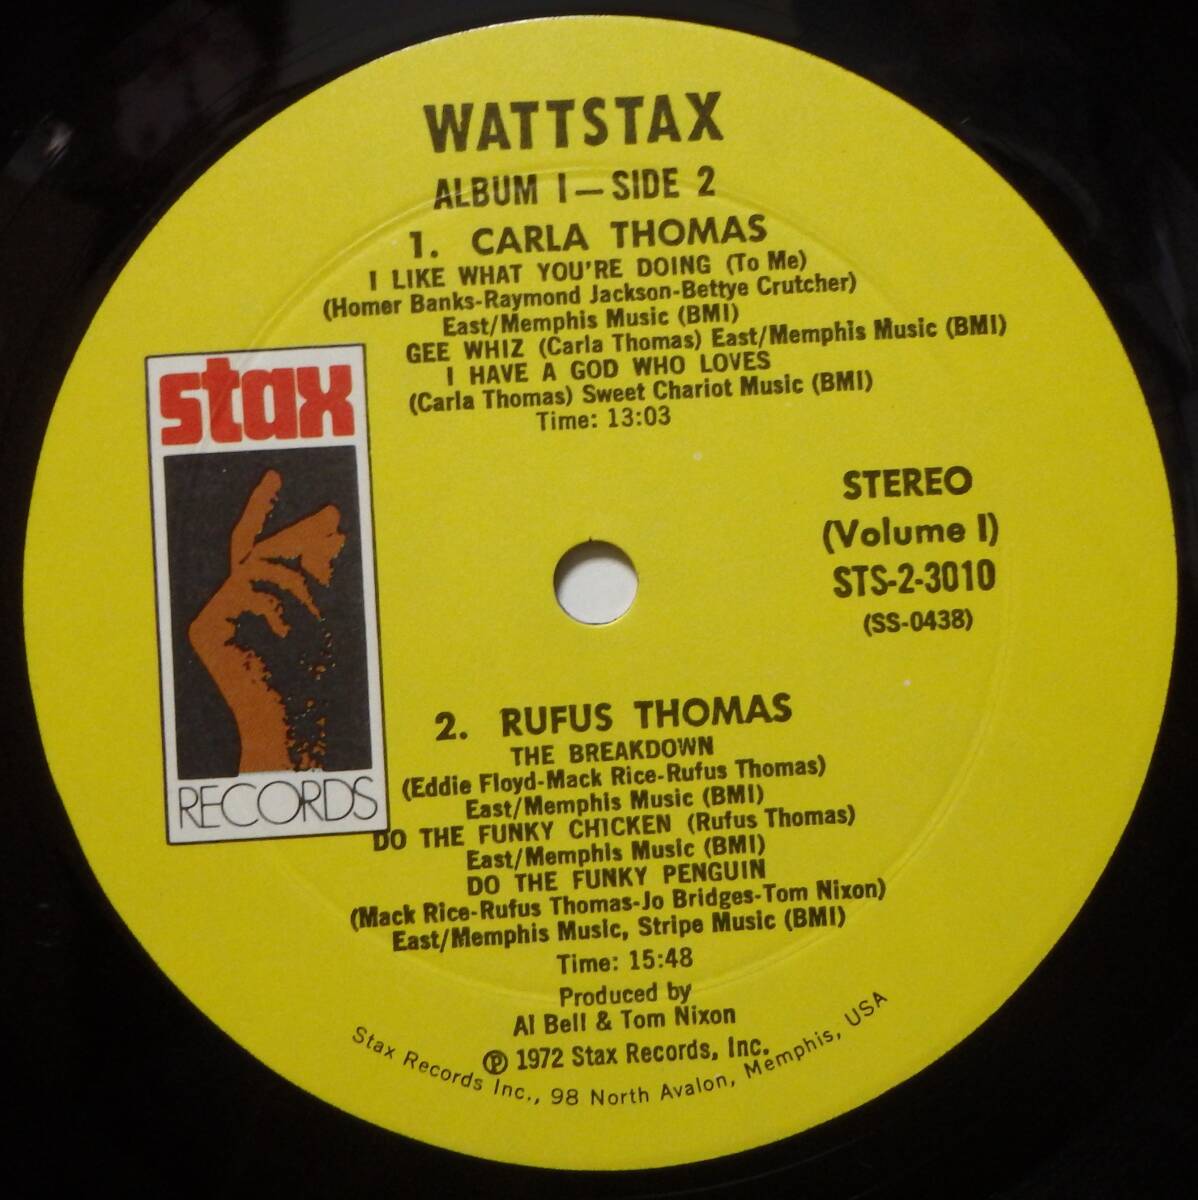 WATTSTAX
ALBUM I—SIDE 2
1. CARLA THOMAS
I LIKE WHAT YOU'RE DOING (To Me)
(Homer Banks-Raymond Jackson-Bettye Crutcher)
East/Memphis Music (BMI)
GEE WHIZ (Carla Thomas) East/Memphis Music (BMI)
I HAVE A GOD WHO LOVES
(Carla Thomas) Sweet Chariot Music (BMI)
Time: 13:03
stax
RECORDS
STEREO
(Volume I)
STS-2-3010
(SS-0438)
2. RUFUS THOMAS
THE BREAKDOWN
(Eddie Floyd-Mack Rice-Rufus Thomas)
East/Memphis Music (BMI)
DO THE FUNKY CHICKEN (Rufus Thomas)
East/Memphis Music (BMI)
DO THE FUNKY PENGUIN
(Mack Rice-Rufus Thomas-Jo Bridges-Tom Nixon)
East/Memphis Music, Stripe Music (BMI)
Time: 15:48
Produced by
Al Bell & Tom Nixon
℗ 1972 Stax Records, Inc.
Stax Records Inc., 98 North Avalon, Memphis, USA